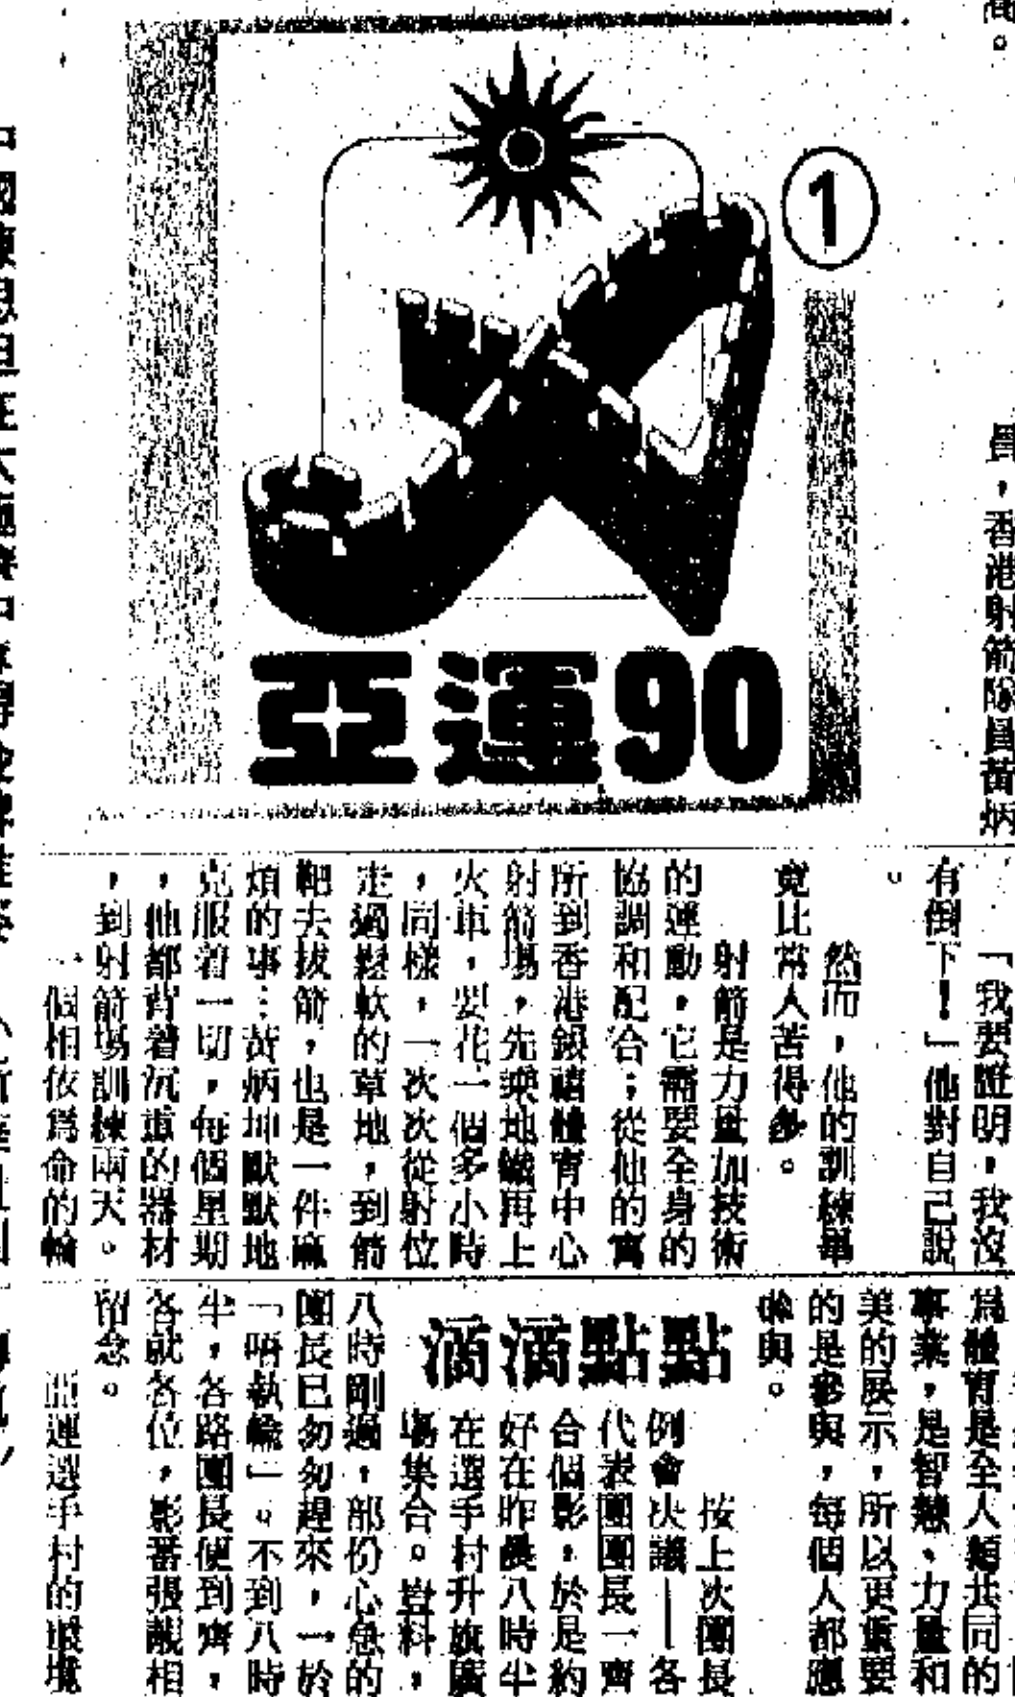 1
亞運90
員，香港射箭隊員黃炳
「我要證明，我沒
有倒下！」他對自己說
。
然而，他的訓練畢
竟比常人苦得多。
射箭是力量加技術
的運動，它需要全身的
協調和配合；從他的寓
所到香港銀禧體育中心
射箭場，先乘地鐵再上
火車，要花一個多小時
，同樣，一次次從射位
走過鬆軟的草地，到箭
靶去拔箭，也是一件麻
煩的事…黃炳坤默默地
克服着一切，每個星期
，他都背着沉重的器材
，到射箭場訓練兩天。
一個相依爲命的輪
爲體育是全人類共同的
事業，是智慧、力量和
美的展示，所以更重要
的是參與，每個人都應
參與。
滴滴點點
按上次團長
例會決議——各
代表團團長一齊
合個影，於是約
好在昨晨八時半
在選手村升旗廣
場集合。豈料，
八時剛過，部份心急的
團長已匆匆趕來，一於
「唔執輸」。不到八時
半，各路團長便到齊，
各就各位，影番張靚相
留念。
亞運選手村的垃圾